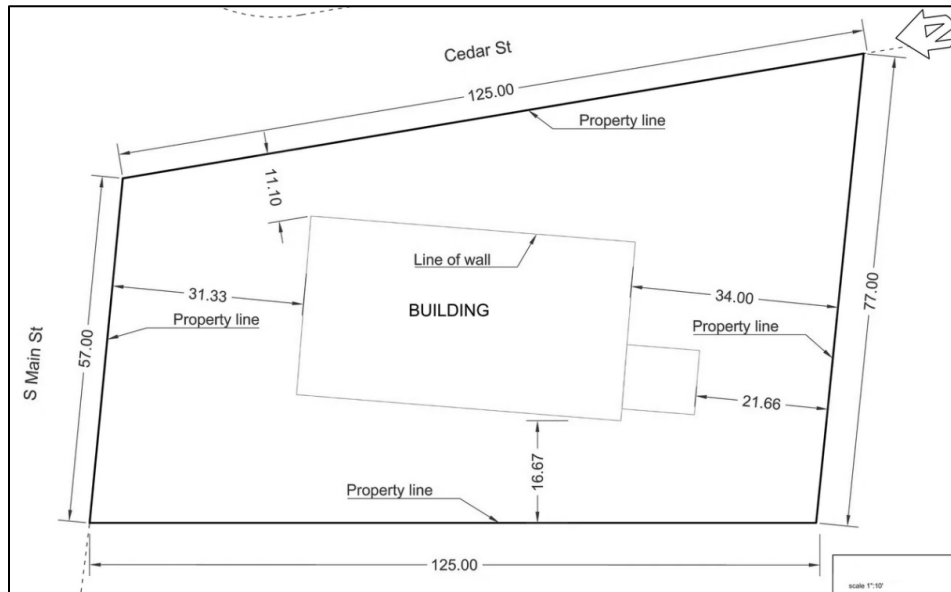 Cedar St
125.00
Property line
11.10
Line of wall
31.33
BUILDING
34.00
77.00
Property line
Property line
S Main St
57.00
21.66
16.67
Property line
125.00
scale 1":10'